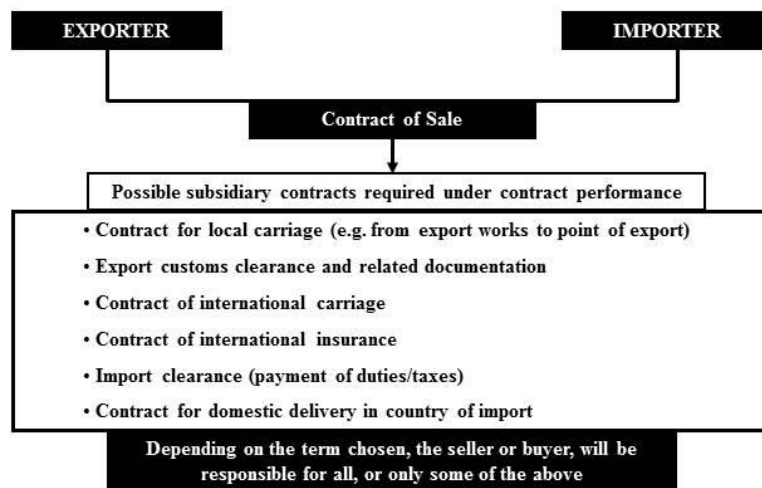 EXPORTER
IMPORTER
Contract of Sale
Possible subsidiary contracts required under contract performance
• Contract for local carriage (e.g. from export works to point of export)
• Export customs clearance and related documentation
• Contract of international carriage
• Contract of international insurance
• Import clearance (payment of duties/taxes)
• Contract for domestic delivery in country of import
Depending on the term chosen, the seller or buyer, will be
responsible for all, or only some of the above